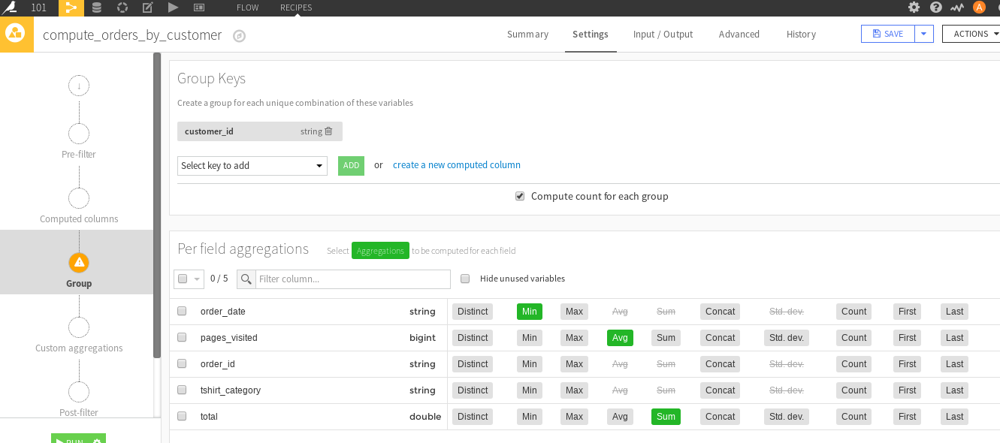 101 FLOW RECIPES A
compute_orders_by_customer Summary Settings Input / Output Advanced History SAVE ACTIONS
↓
Pre-filter
Computed columns
Group
Custom aggregations
Post-filter
RUN
Group Keys
Create a group for each unique combination of these variables
customer_id string
Select key to add ADD or create a new computed column
Compute count for each group
Per field aggregations Select Aggregations to be computed for each field
0 / 5 Filter column... Hide unused variables
order_date string Distinct Min Max Avg Sum Concat Std. dev. Count First Last
pages_visited bigint Distinct Min Max Avg Sum Concat Std. dev. Count First Last
order_id string Distinct Min Max Avg Sum Concat Std. dev. Count First Last
tshirt_category string Distinct Min Max Avg Sum Concat Std. dev. Count First Last
total double Distinct Min Max Avg Sum Concat Std. dev. Count First Last